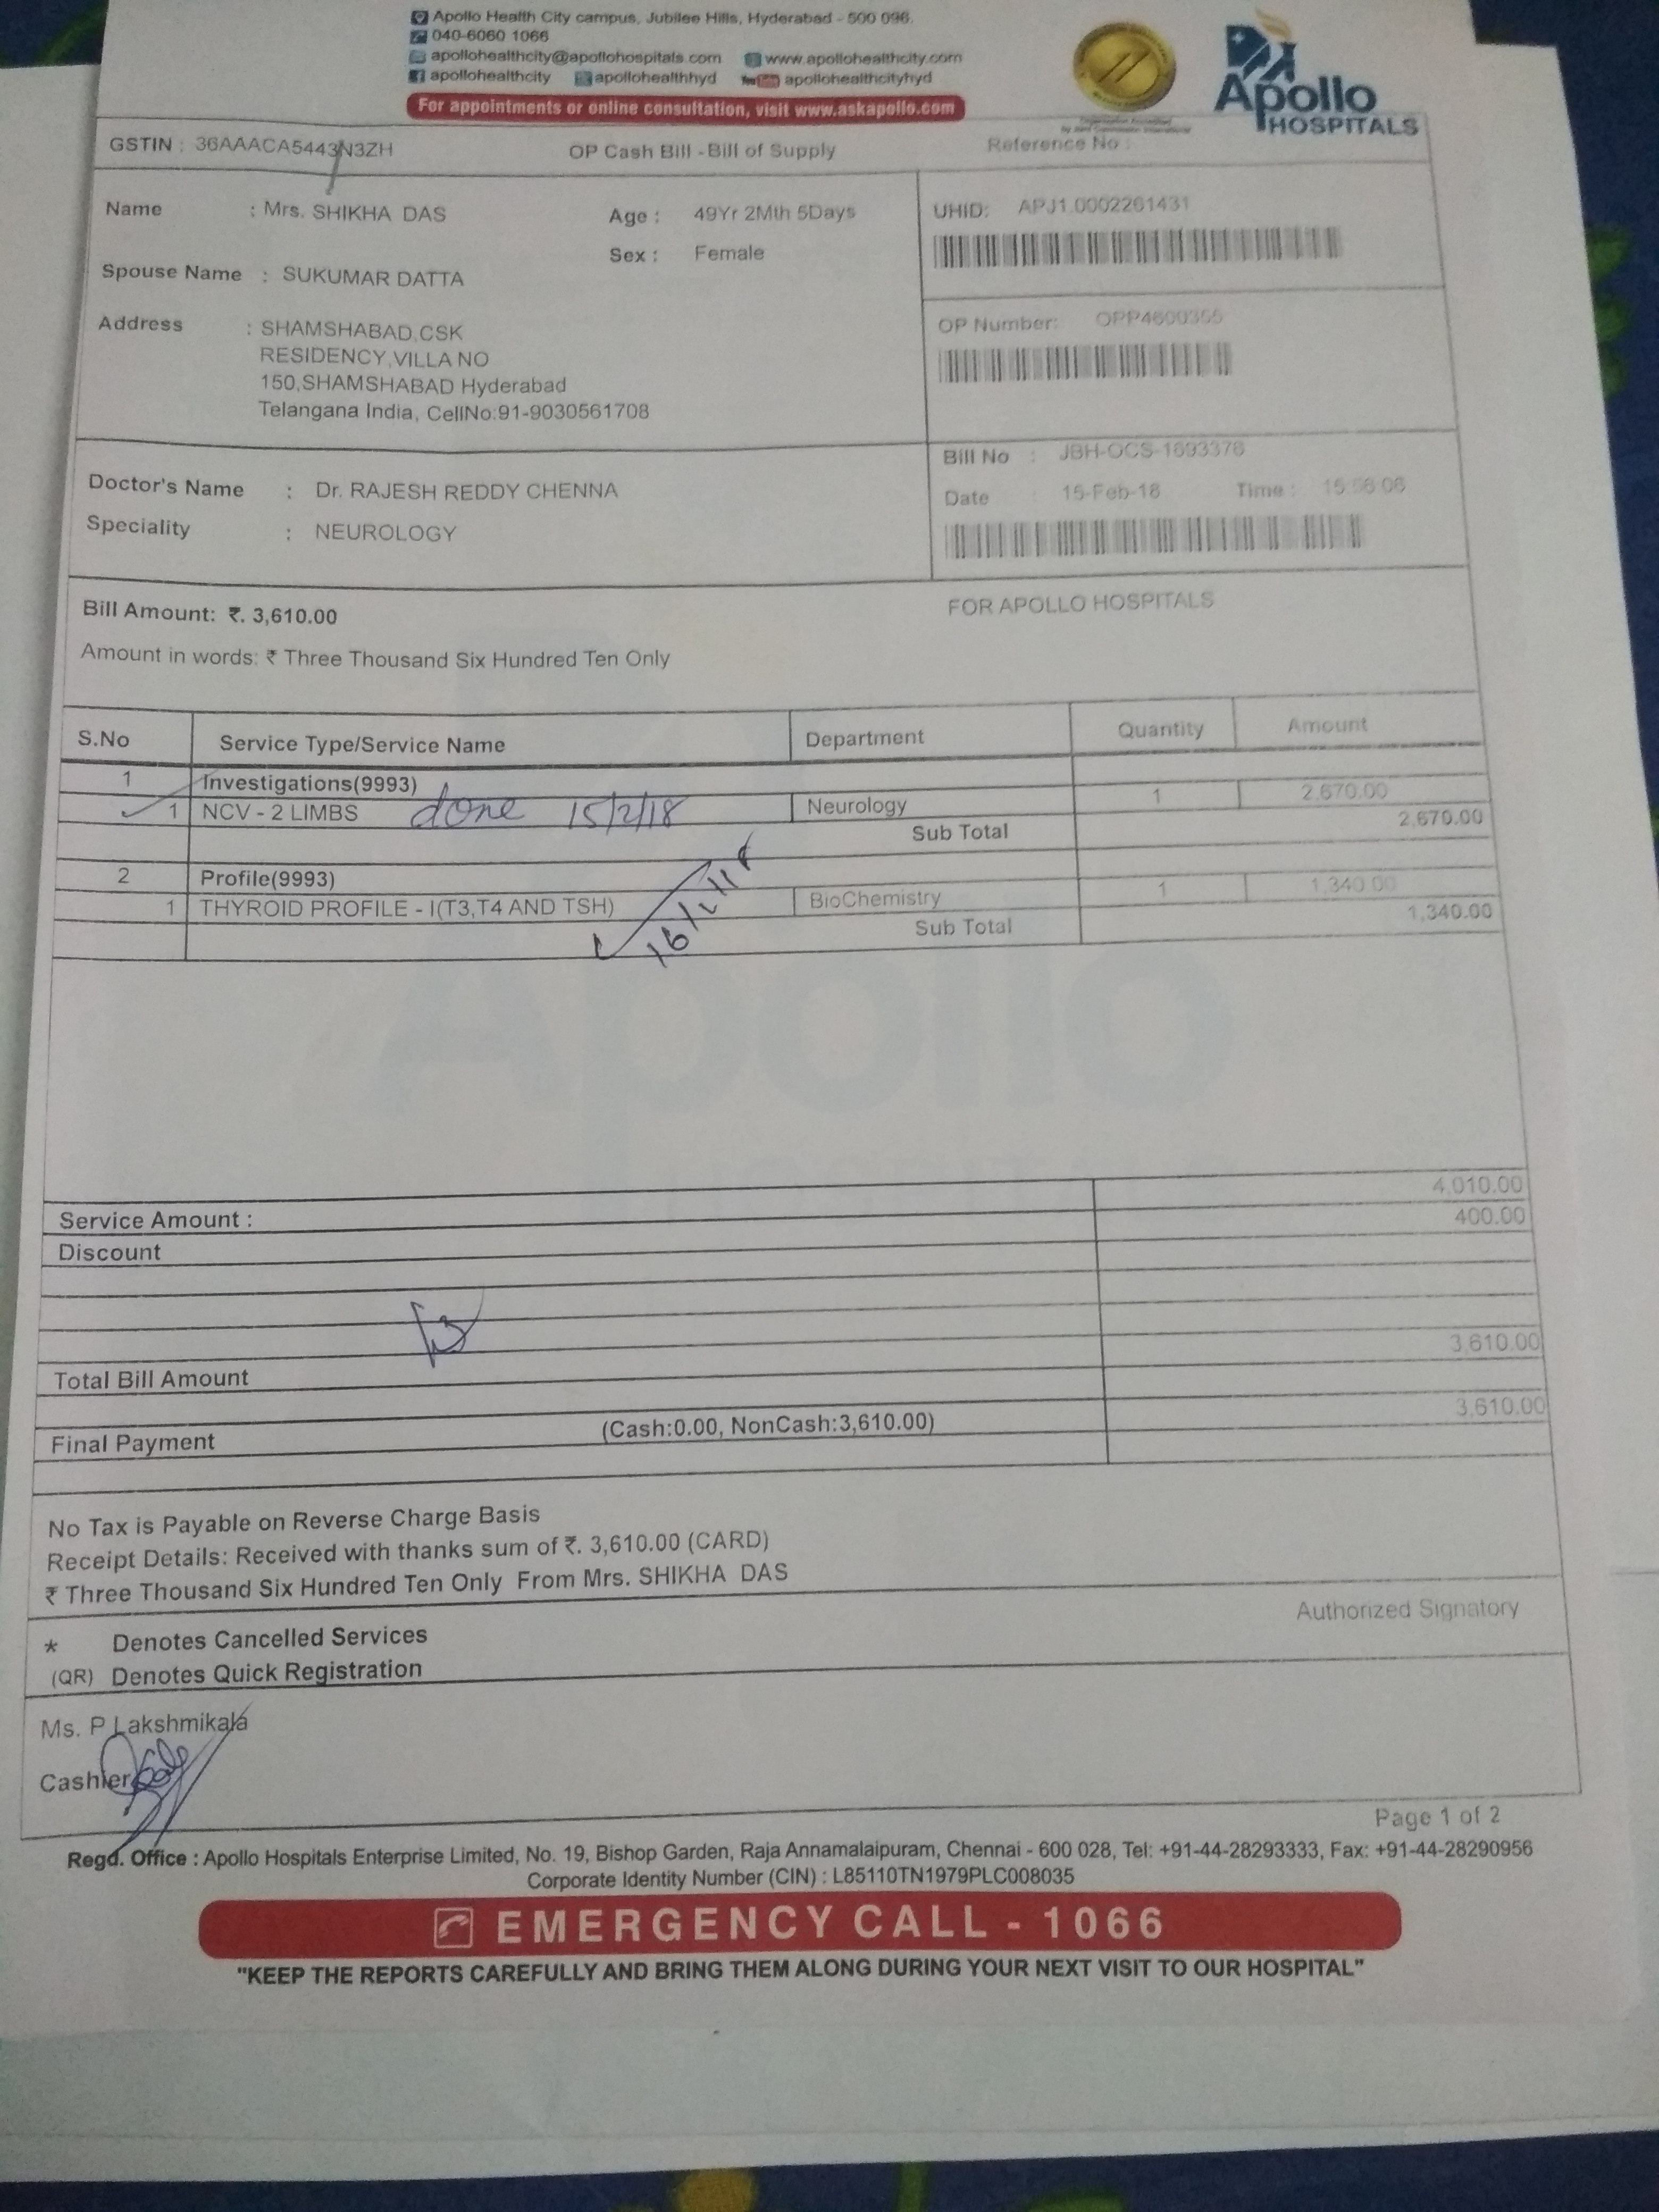 Apollo Health City campus, Jubilee Hills, Hyderabad - 500 096.
040-6060 1066
apollohealthcity@apollohospitals.com www.apollohealthcity.com
apollohealthcity apollohealthhyd You Tube apollohealthcityhyd
For appointments or online consultation, visit www.askapollo.com
Apollo
HOSPITALS
GSTIN : 36AAACA5443N3ZH OP Cash Bill -Bill of Supply Reference No :
Name : Mrs. SHIKHA DAS Age : 49Yr 2Mth 5Days UHID: APJ1.0002261431
Sex : Female
Spouse Name : SUKUMAR DATTA
Address : SHAMSHABAD,CSK OP Number: OPP4600355
RESIDENCY,VILLA NO
150,SHAMSHABAD Hyderabad
Telangana India, CellNo:91-9030561708
Bill No : JBH-OCS-1693376
Doctor's Name : Dr. RAJESH REDDY CHENNA Date : 15-Feb-18 Time : 15:56:06
Speciality : NEUROLOGY
Bill Amount: ₹. 3,610.00 FOR APOLLO HOSPITALS
Amount in words: ₹ Three Thousand Six Hundred Ten Only
S.No Service Type/Service Name Department Quantity Amount
1 Investigations(9993)
1 NCV - 2 LIMBS done 15/2/18 Neurology 1 2,670.00
Sub Total 2,670.00
2 Profile(9993)
1 THYROID PROFILE - I(T3,T4 AND TSH) BioChemistry 1 1,340.00
16/2/18 Sub Total 1,340.00
Service Amount : 4,010.00
Discount 400.00
Total Bill Amount 3,610.00
Final Payment (Cash:0.00, NonCash:3,610.00) 3,610.00
No Tax is Payable on Reverse Charge Basis
Receipt Details: Received with thanks sum of ₹. 3,610.00 (CARD)
₹ Three Thousand Six Hundred Ten Only From Mrs. SHIKHA DAS
Authorized Signatory
* Denotes Cancelled Services
(QR) Denotes Quick Registration
Ms. P Lakshmikala
Cashier
Page 1 of 2
Regd. Office : Apollo Hospitals Enterprise Limited, No. 19, Bishop Garden, Raja Annamalaipuram, Chennai - 600 028, Tel: +91-44-28293333, Fax: +91-44-28290956
Corporate Identity Number (CIN) : L85110TN1979PLC008035
EMERGENCY CALL - 1066
"KEEP THE REPORTS CAREFULLY AND BRING THEM ALONG DURING YOUR NEXT VISIT TO OUR HOSPITAL"